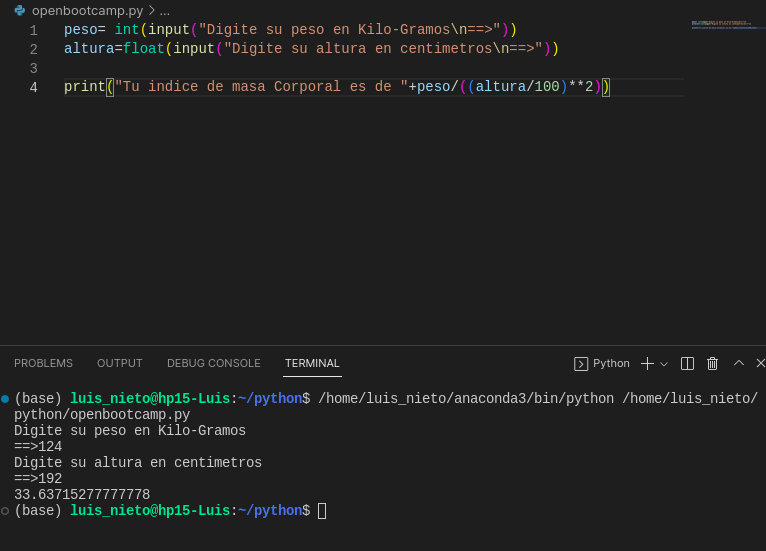 openbootcamp.py > ...
1 peso= int(input("Digite su peso en Kilo-Gramos\n==>"))
2 altura=float(input("Digite su altura en centimetros\n==>"))
3
4 print("Tu indice de masa Corporal es de "+peso/((altura/100)**2))
PROBLEMS OUTPUT DEBUG CONSOLE TERMINAL Python
(base) luis_nieto@hp15-Luis:~/python$ /home/luis_nieto/anaconda3/bin/python /home/luis_nieto/
python/openbootcamp.py
Digite su peso en Kilo-Gramos
==>124
Digite su altura en centimetros
==>192
33.63715277777778
(base) luis_nieto@hp15-Luis:~/python$